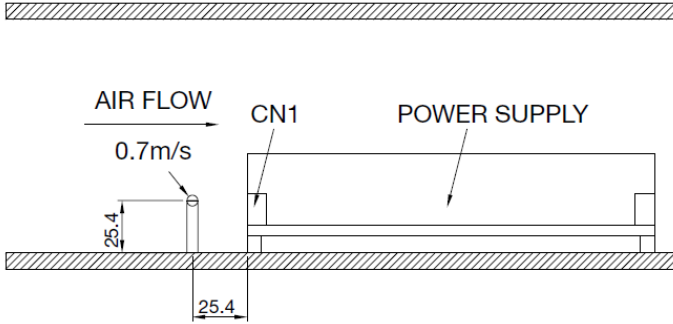 AIR FLOW
CN1
POWER SUPPLY
0.7m/s
25.4
25.4